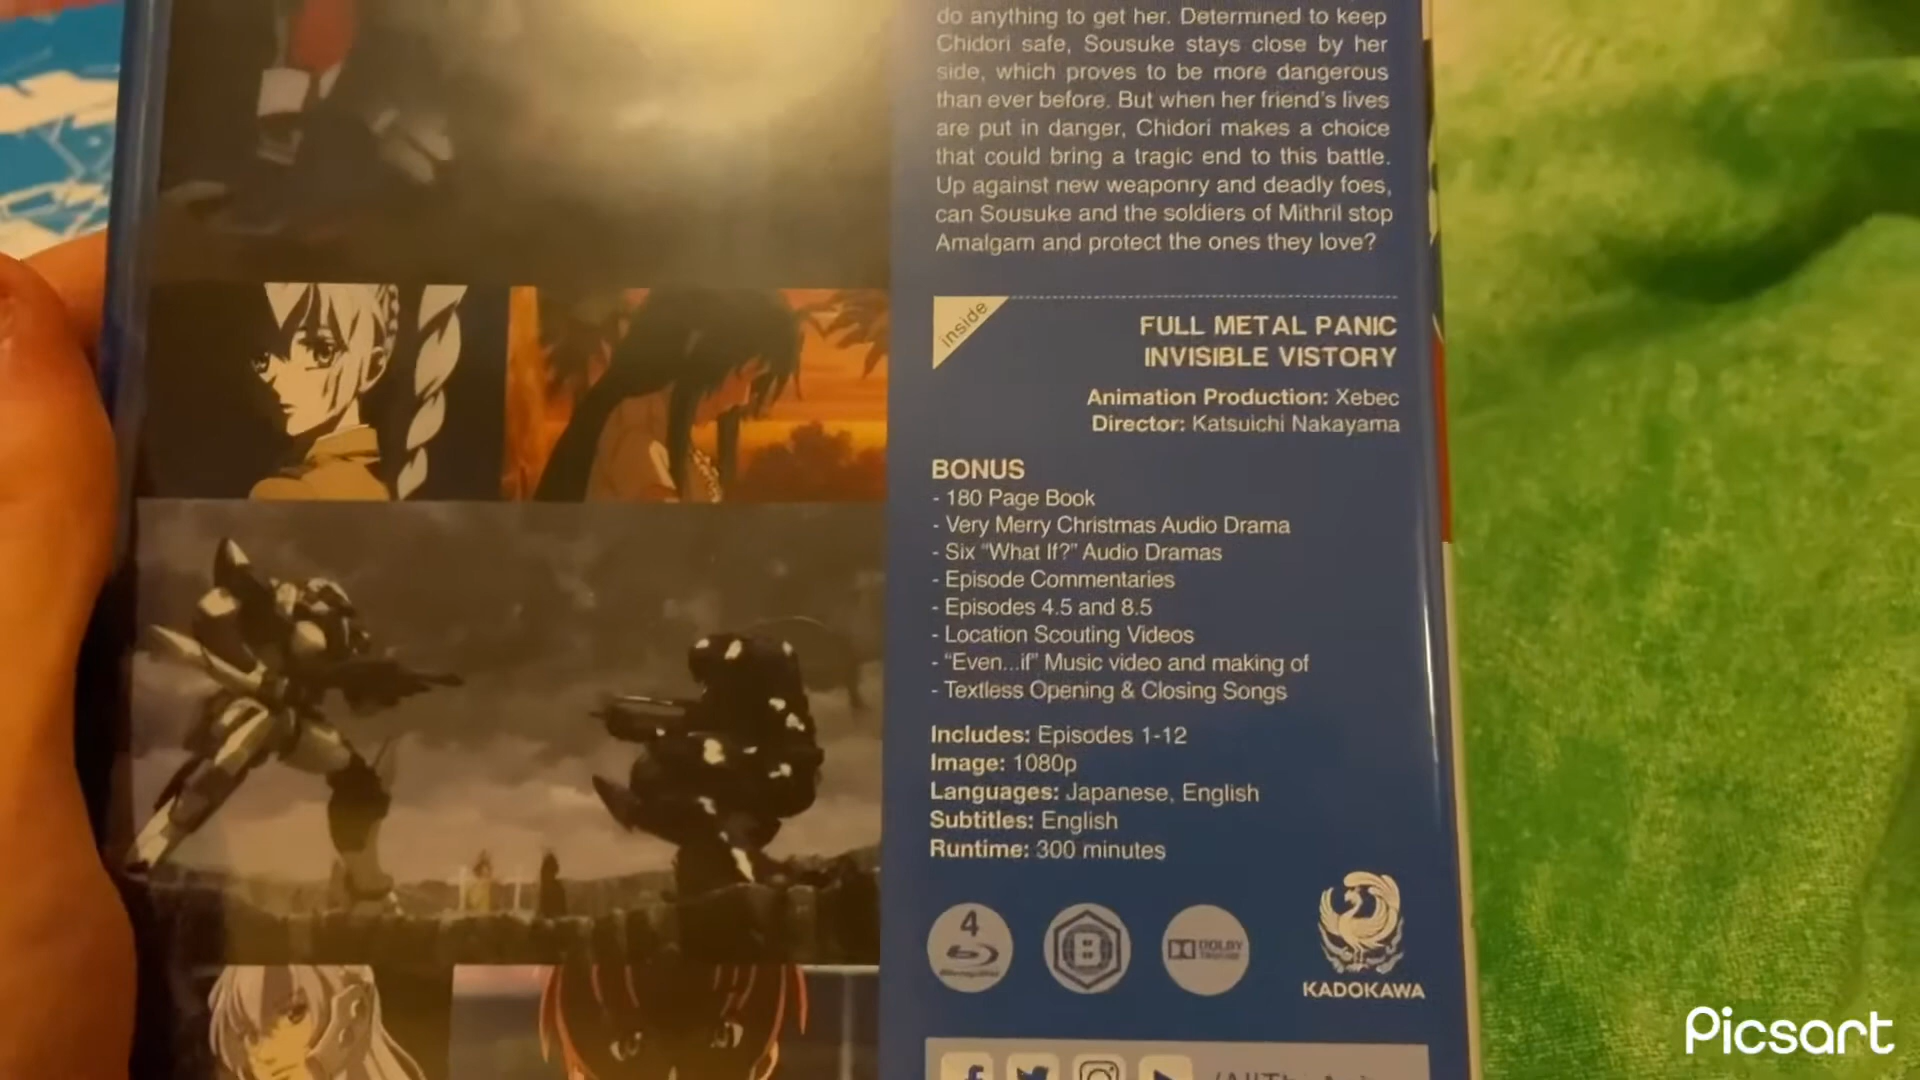 do anything to get her. Determined to keep
Chidori safe, Sousuke stays close by her
side, which proves to be more dangerous
than ever before. But when her friend's lives
are put in danger, Chidori makes a choice
that could bring a tragic end to this battle.
Up against new weaponry and deadly foes,
can Sousuke and the soldiers of Mithril stop
Amalgam and protect the ones they love?
inside
FULL METAL PANIC
INVISIBLE VISTORY
Animation Production: Xebec
Director: Katsuichi Nakayama
BONUS
- 180 Page Book
- Very Merry Christmas Audio Drama
- Six “What If?” Audio Dramas
- Episode Commentaries
- Episodes 4.5 and 8.5
- Location Scouting Videos
- “Even...if” Music video and making of
- Textless Opening & Closing Songs
Includes: Episodes 1-12
Image: 1080p
Languages: Japanese, English
Subtitles: English
Runtime: 300 minutes
4
Blu-ray Disc
B
DOLBY
KADOKAWA
Picsart